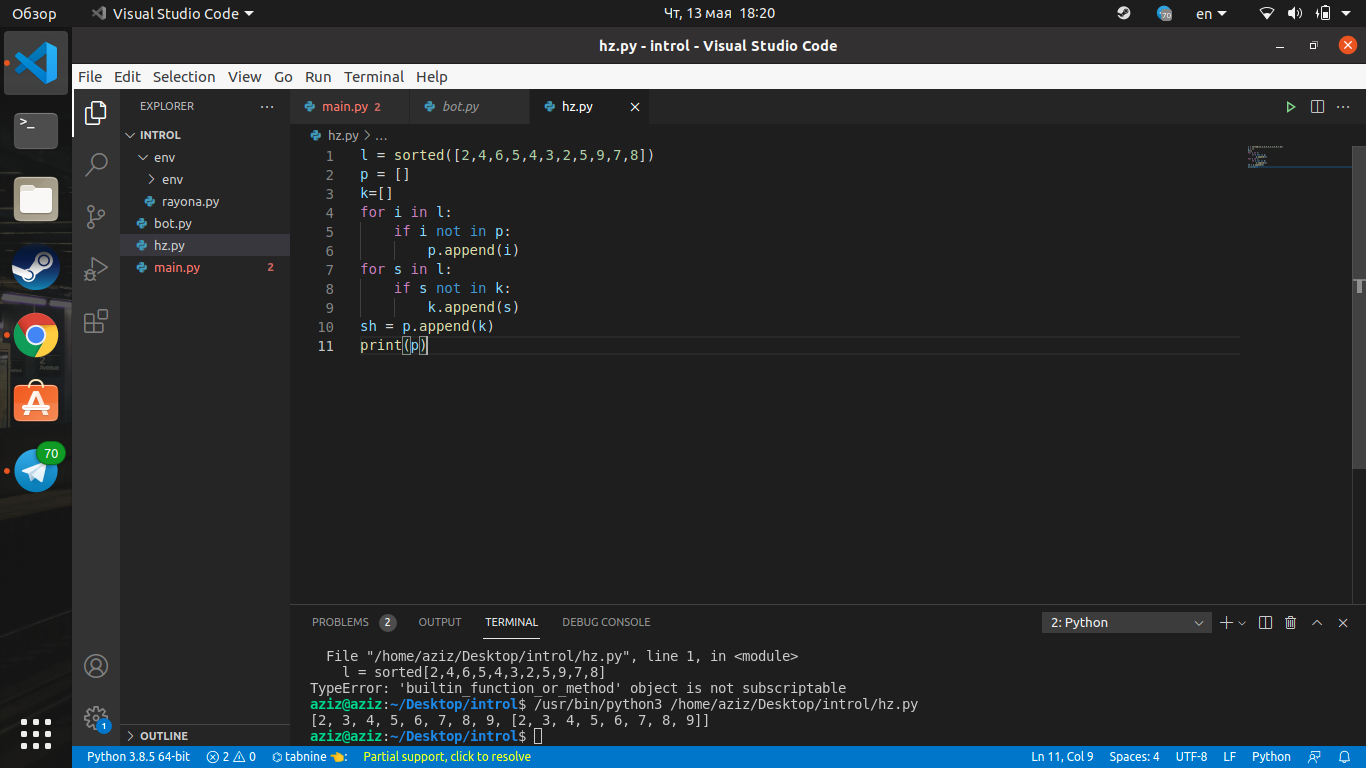 Обзор Visual Studio Code Чт, 13 мая 18:20 70 en
hz.py - introl - Visual Studio Code
File Edit Selection View Go Run Terminal Help
EXPLORER ... main.py 2 bot.py hz.py
INTROL
env
env
rayona.py
bot.py
hz.py
main.py 2
hz.py > ...
1 l = sorted([2,4,6,5,4,3,2,5,9,7,8])
2 p = []
3 k=[]
4 for i in l:
5 if i not in p:
6 p.append(i)
7 for s in l:
8 if s not in k:
9 k.append(s)
10 sh = p.append(k)
11 print(p)
70
PROBLEMS 2 OUTPUT TERMINAL DEBUG CONSOLE 2: Python
File "/home/aziz/Desktop/introl/hz.py", line 1, in <module>
l = sorted[2,4,6,5,4,3,2,5,9,7,8]
TypeError: 'builtin_function_or_method' object is not subscriptable
aziz@aziz:~/Desktop/introl$ /usr/bin/python3 /home/aziz/Desktop/introl/hz.py
[2, 3, 4, 5, 6, 7, 8, 9, [2, 3, 4, 5, 6, 7, 8, 9]]
aziz@aziz:~/Desktop/introl$
1
OUTLINE
Python 3.8.5 64-bit 2 0 tabnine 👈: Partial support, click to resolve Ln 11, Col 9 Spaces: 4 UTF-8 LF Python